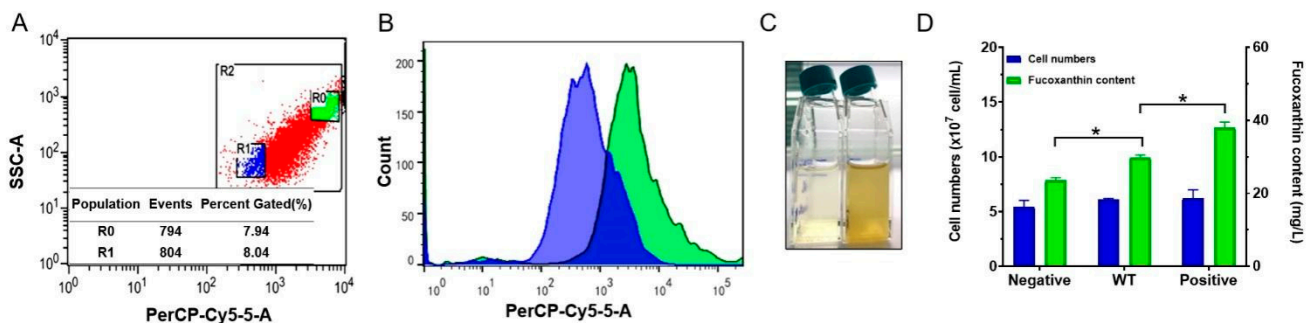 A
SSC-A
10^4
10^3
10^2
10^1
10^0
R2
R0
R1
Population Events Percent Gated(%)
R0 794 7.94
R1 804 8.04
10^0 10^1 10^2 10^3 10^4
PerCP-Cy5-5-A
B
Count
200
150
100
50
0
10^0 10^1 10^2 10^3 10^4 10^5
PerCP-Cy5-5-A
C
D
Cell numbers (x10^7 cell/mL)
20
15
10
5
0
Cell numbers
Fucoxanthin content
* *
Negative WT Positive
60
40
20
0
Fucoxanthin content (mg/L)